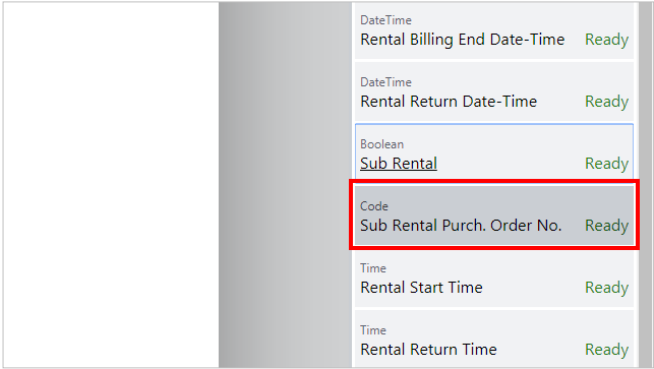 DateTime
Rental Billing End Date-Time Ready
DateTime
Rental Return Date-Time Ready
Boolean
Sub Rental Ready
Code
Sub Rental Purch. Order No. Ready
Time
Rental Start Time Ready
Time
Rental Return Time Ready